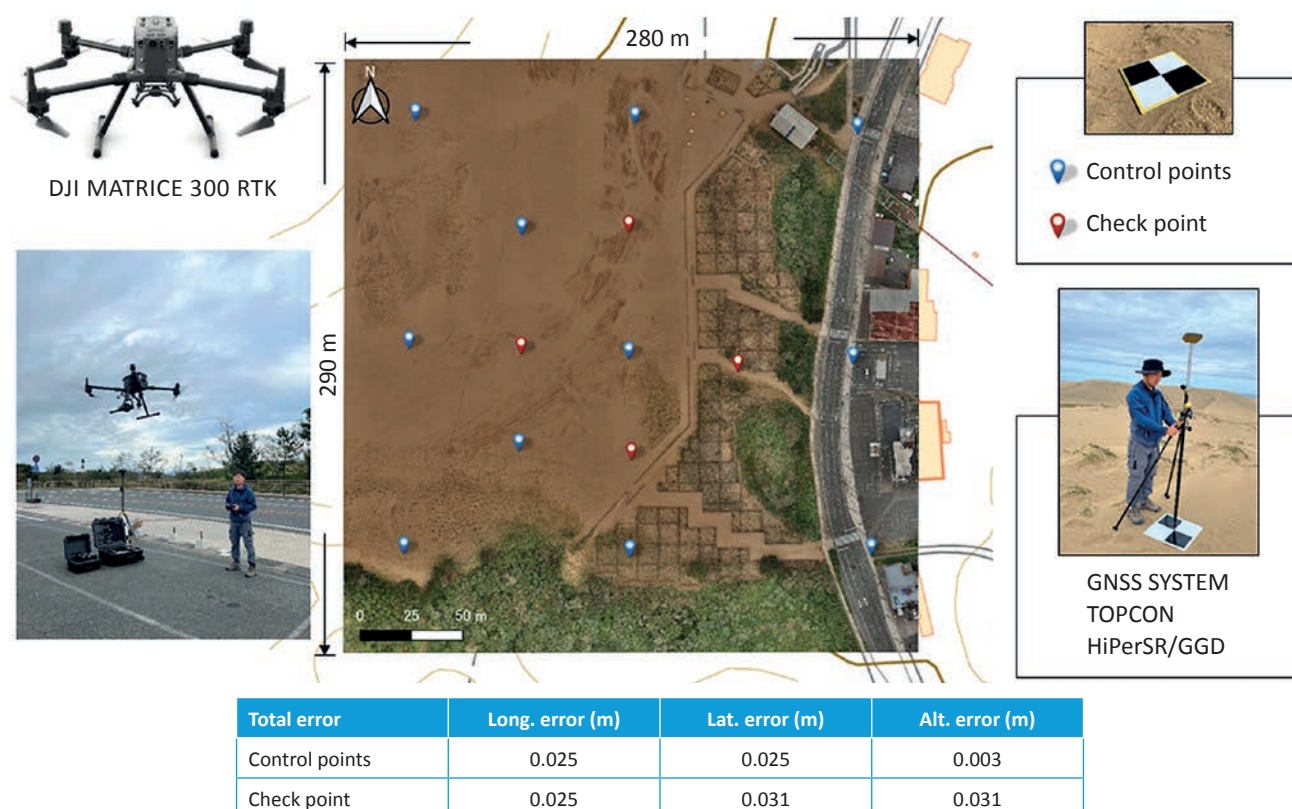 280 m
N
DJI MATRICE 300 RTK
290 m
Control points
Check point
0 25 50 m
GNSS SYSTEM
TOPCON
HiPerSR/GGD
Total error Long. error (m) Lat. error (m) Alt. error (m)
Control points 0.025 0.025 0.003
Check point 0.025 0.031 0.031